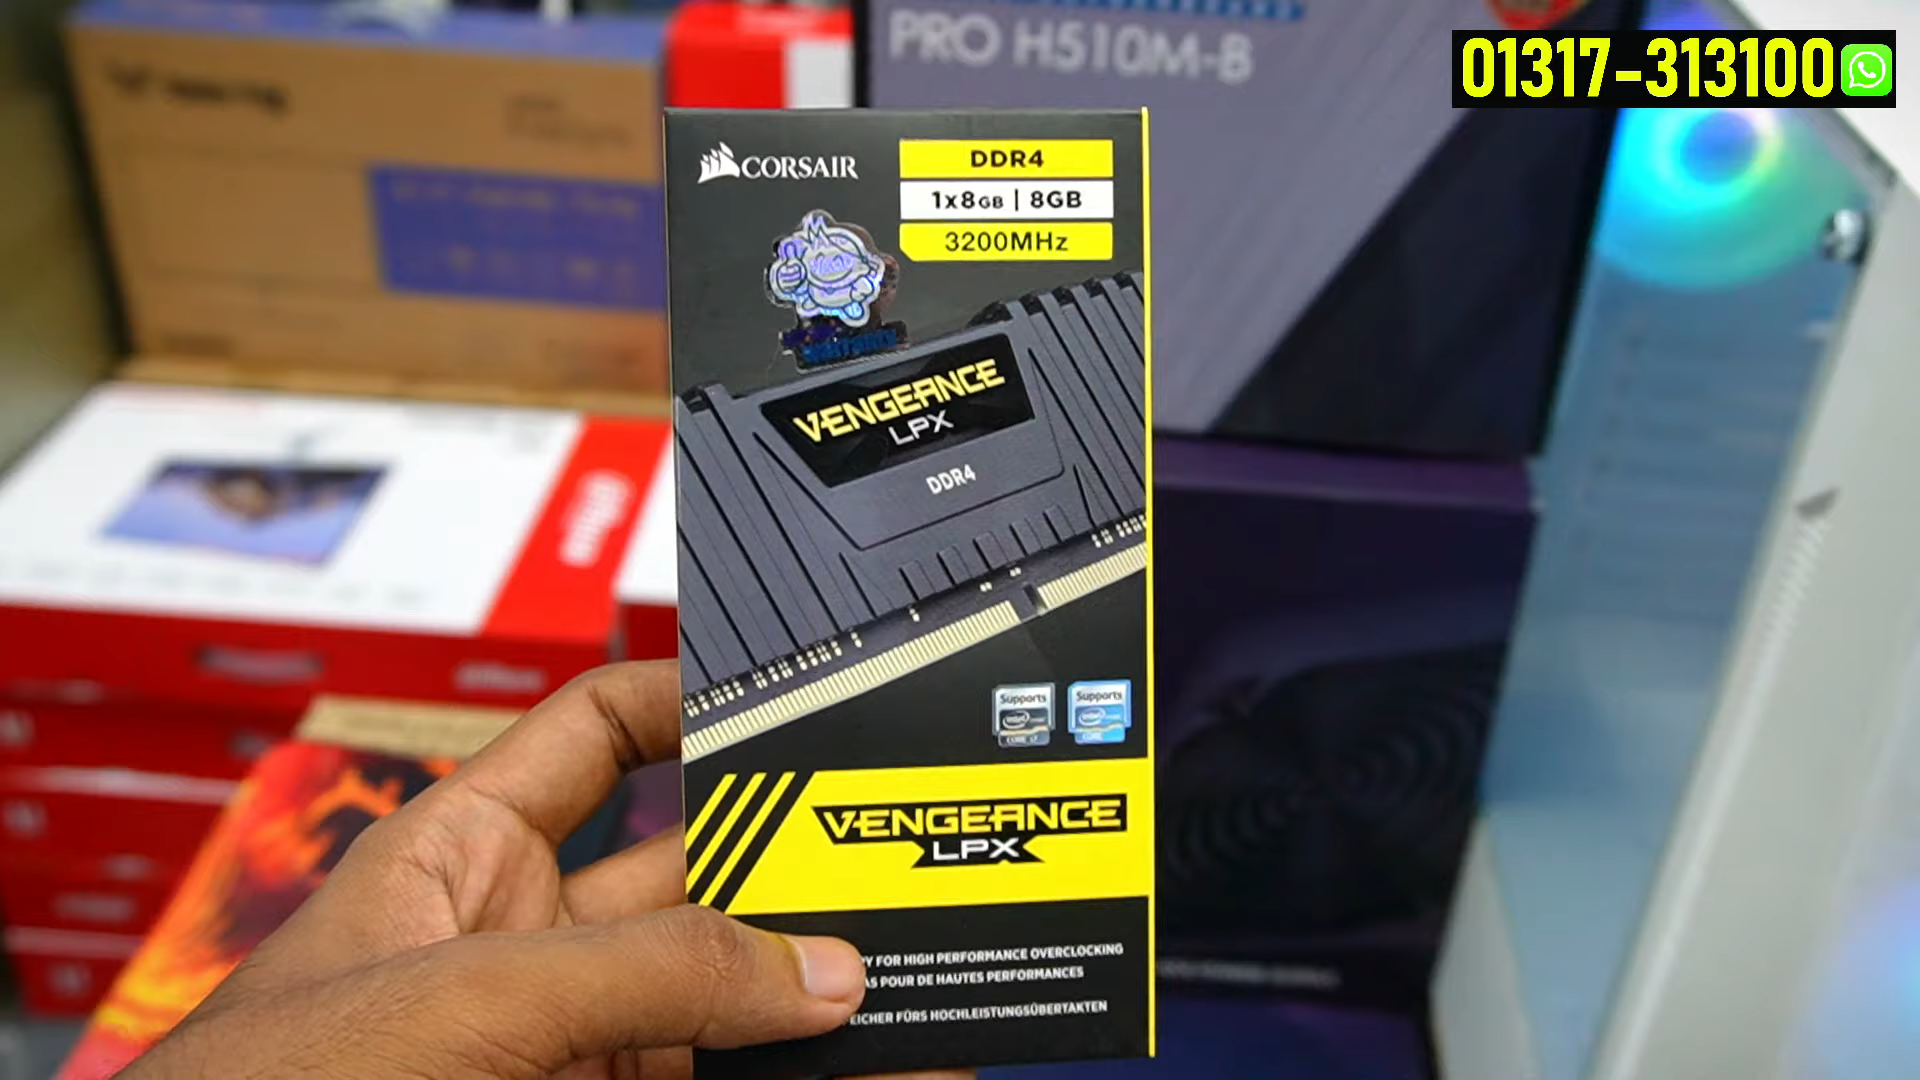 PRO H510M-B
01317-313100
CORSAIR
DDR4
1x8GB | 8GB
3200MHz
VENGEANCE
LPX
DDR4
Supports
Supports
VENGEANCE
LPX
FOR HIGH PERFORMANCE OVERCLOCKING
POUR DE HAUTES PERFORMANCES
FÜRS HOCHLEISTUNGSÜBERTAKTEN